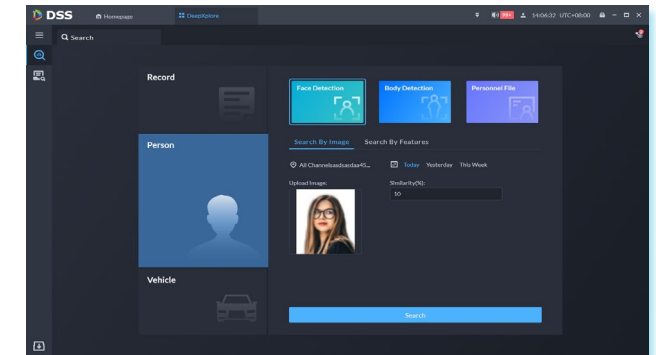 DSS Homepage DeepXplore 99+ 14:06:32 UTC+08:00
Search
Record
Face Detection Body Detection Personnel File
Person
Search By Image Search By Features
All Channelsasdsasdaa45... Today Yesterday This Week
Upload Image: Similarity(%):
Vehicle
Search